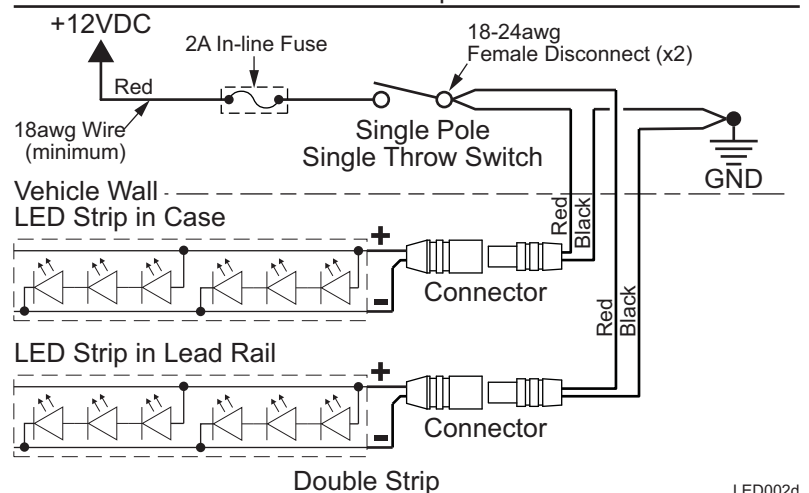 +12VDC
2A In-line Fuse
18-24awg
Female Disconnect (x2)
Red
18awg Wire
(minimum)
Single Pole
Single Throw Switch
GND
Vehicle Wall
LED Strip in Case
Red
Black
+
-
Connector
Red
Black
LED Strip in Lead Rail
+
-
Connector
Double Strip
LED002d